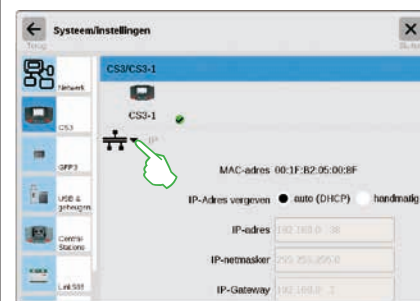 Systeem/Instellingen
Terug
CS3/CS3-1
Netwerk
CS3-1
CS3
IP
GFP3
MAC-adres 00:1F:B2:05:00:8F
USB &
geheugen
IP-Adres vergeven auto (DHCP) handmatig
Central
Stations
IP-adres 192.168.0 .38
IP-netmasker 255.255.255.0
Link S88
IP-Gateway 192.168.0 .1